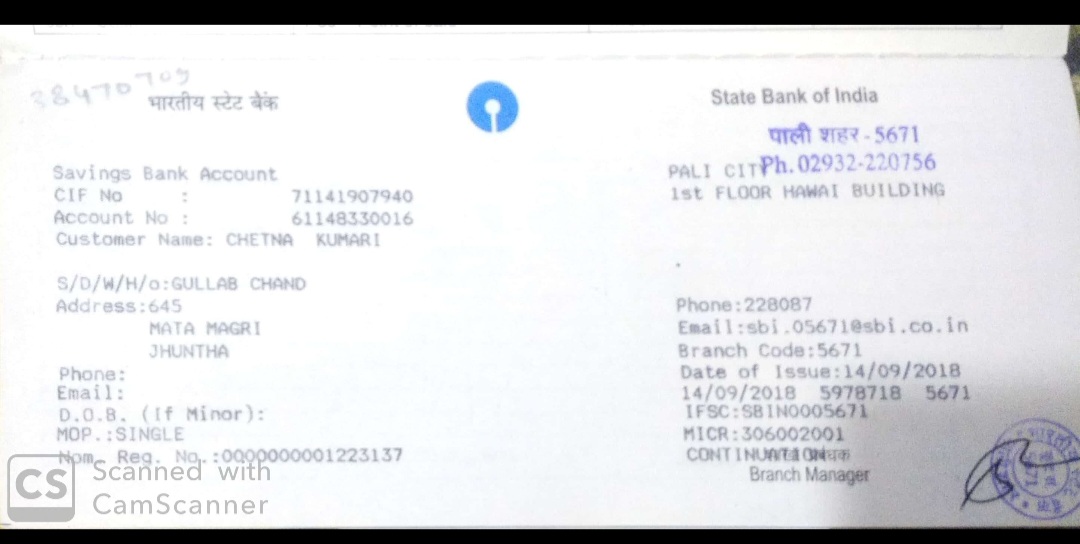 38470709
भारतीय स्टेट बैंक
State Bank of India
पाली शहर - 5671
Ph. 02932-220756
Savings Bank Account
CIF No : 71141907940
Account No : 61148330016
Customer Name: CHETNA KUMARI
S/D/W/H/o:GULLAB CHAND
Address:645
MATA MAGRI
JHUNTHA
Phone:
Email:
D.O.B. (If Minor):
MOP.:SINGLE
Nom. Reg. No.:0000000001223137
PALI CITY
1st FLOOR HAWAI BUILDING
Phone:228087
Email:sbi.05671@sbi.co.in
Branch Code:5671
Date of Issue:14/09/2018
14/09/2018 5978718 5671
IFSC:SBIN0005671
MICR:306002001
CONTINUATION
Branch Manager
CS Scanned with
CamScanner